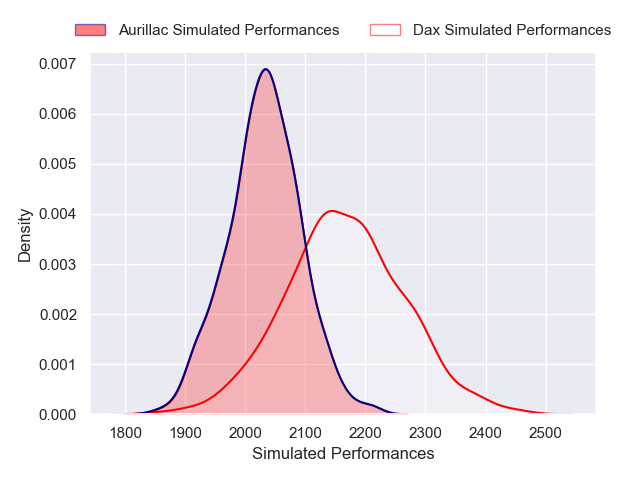 Aurillac Simulated Performances Dax Simulated Performances
0.007
0.006
0.005
0.004
0.003
0.002
0.001
0.000
Density
1800 1900 2000 2100 2200 2300 2400 2500
Simulated Performances